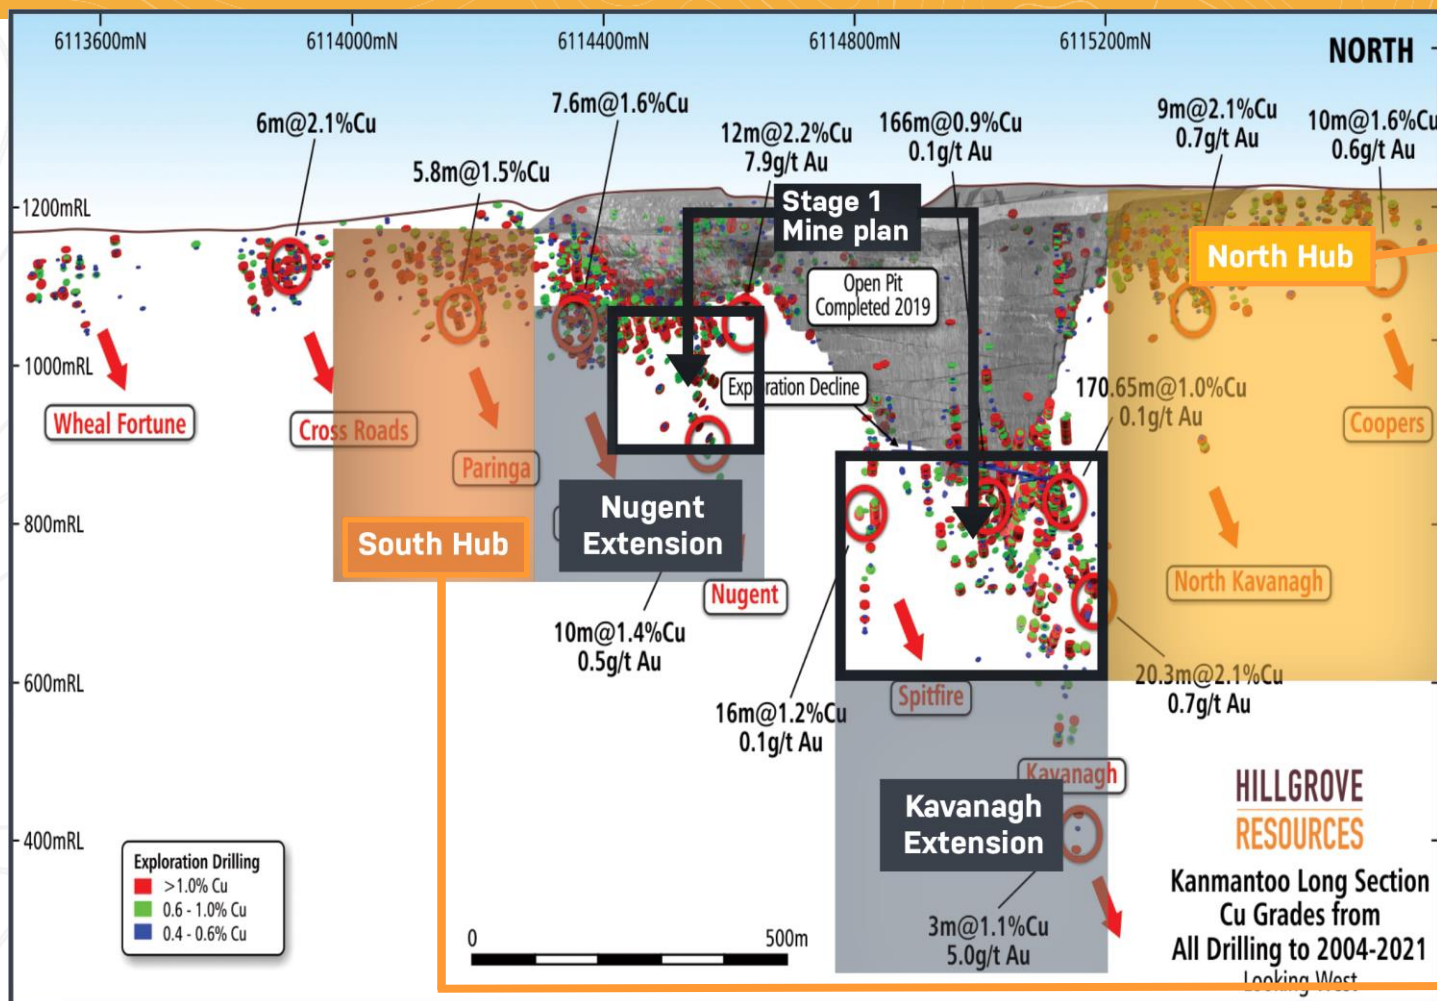 6113600mN
6114000mN
6114400mN
6114800mN
6115200mN
NORTH
6m@2.1%Cu
5.8m@1.5%Cu
7.6m@1.6%Cu
12m@2.2%Cu
7.9g/t Au
166m@0.9%Cu
0.1g/t Au
9m@2.1%Cu
0.7g/t Au
10m@1.6%Cu
0.6g/t Au
1200mRL
Stage 1
Mine plan
North Hub
Open Pit
Completed 2019
1000mRL
Exploration Decline
170.65m@1.0%Cu
0.1g/t Au
Wheal Fortune
Cross Roads
Paringa
Coopers
800mRL
South Hub
Nugent
Extension
Nugent
North Kavanagh
10m@1.4%Cu
0.5g/t Au
600mRL
Spitfire
20.3m@2.1%Cu
0.7g/t Au
16m@1.2%Cu
0.1g/t Au
Kavanagh
HILLGROVE
RESOURCES
Kavanagh
Extension
400mRL
Exploration Drilling
>1.0% Cu
0.6 - 1.0% Cu
0.4 - 0.6% Cu
0
500m
3m@1.1%Cu
5.0g/t Au
Kanmantoo Long Section
Cu Grades from
All Drilling to 2004-2021
Looking West